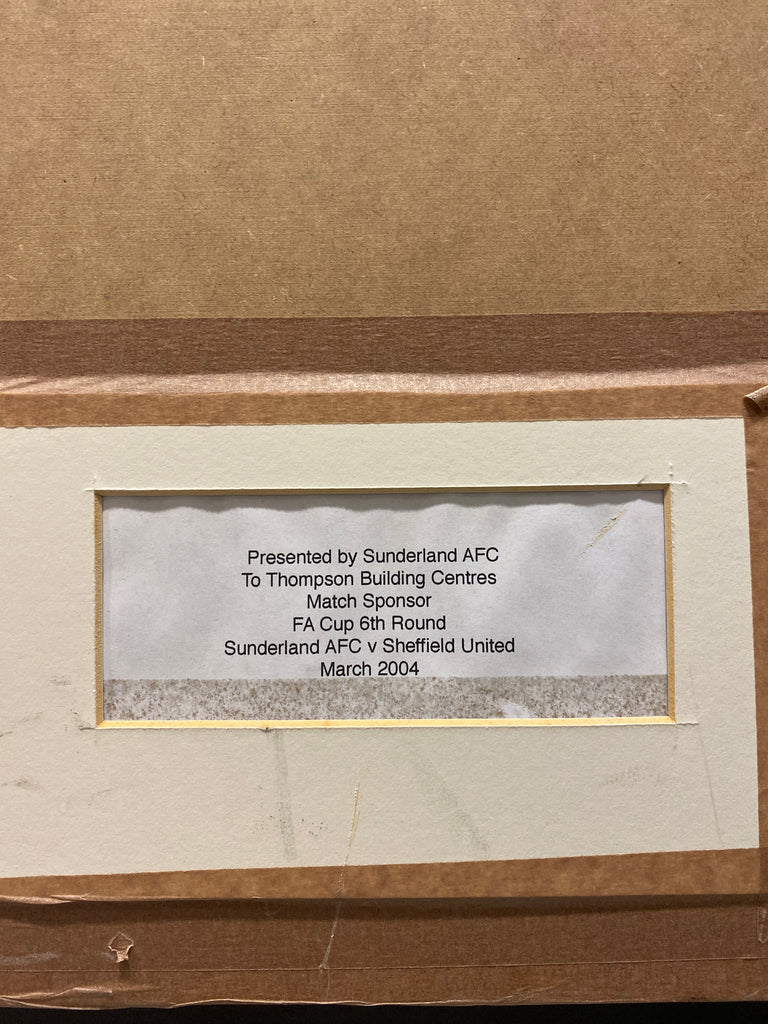 Presented by Sunderland AFC
To Thompson Building Centres
Match Sponsor
FA Cup 6th Round
Sunderland AFC v Sheffield United
March 2004